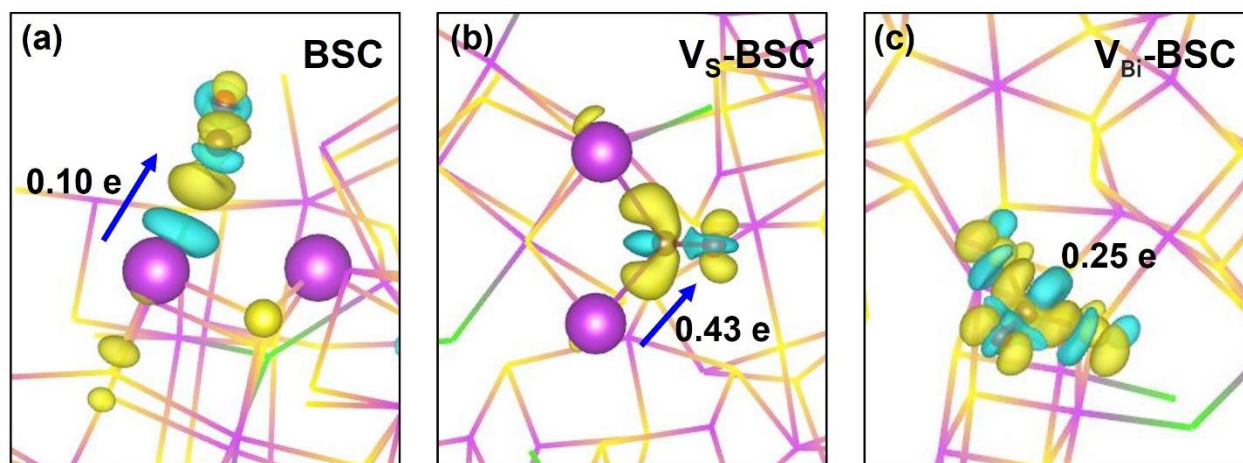 (a)
BSC
0.10 e
(b)
V_S-BSC
0.43 e
(c)
V_Bi-BSC
0.25 e